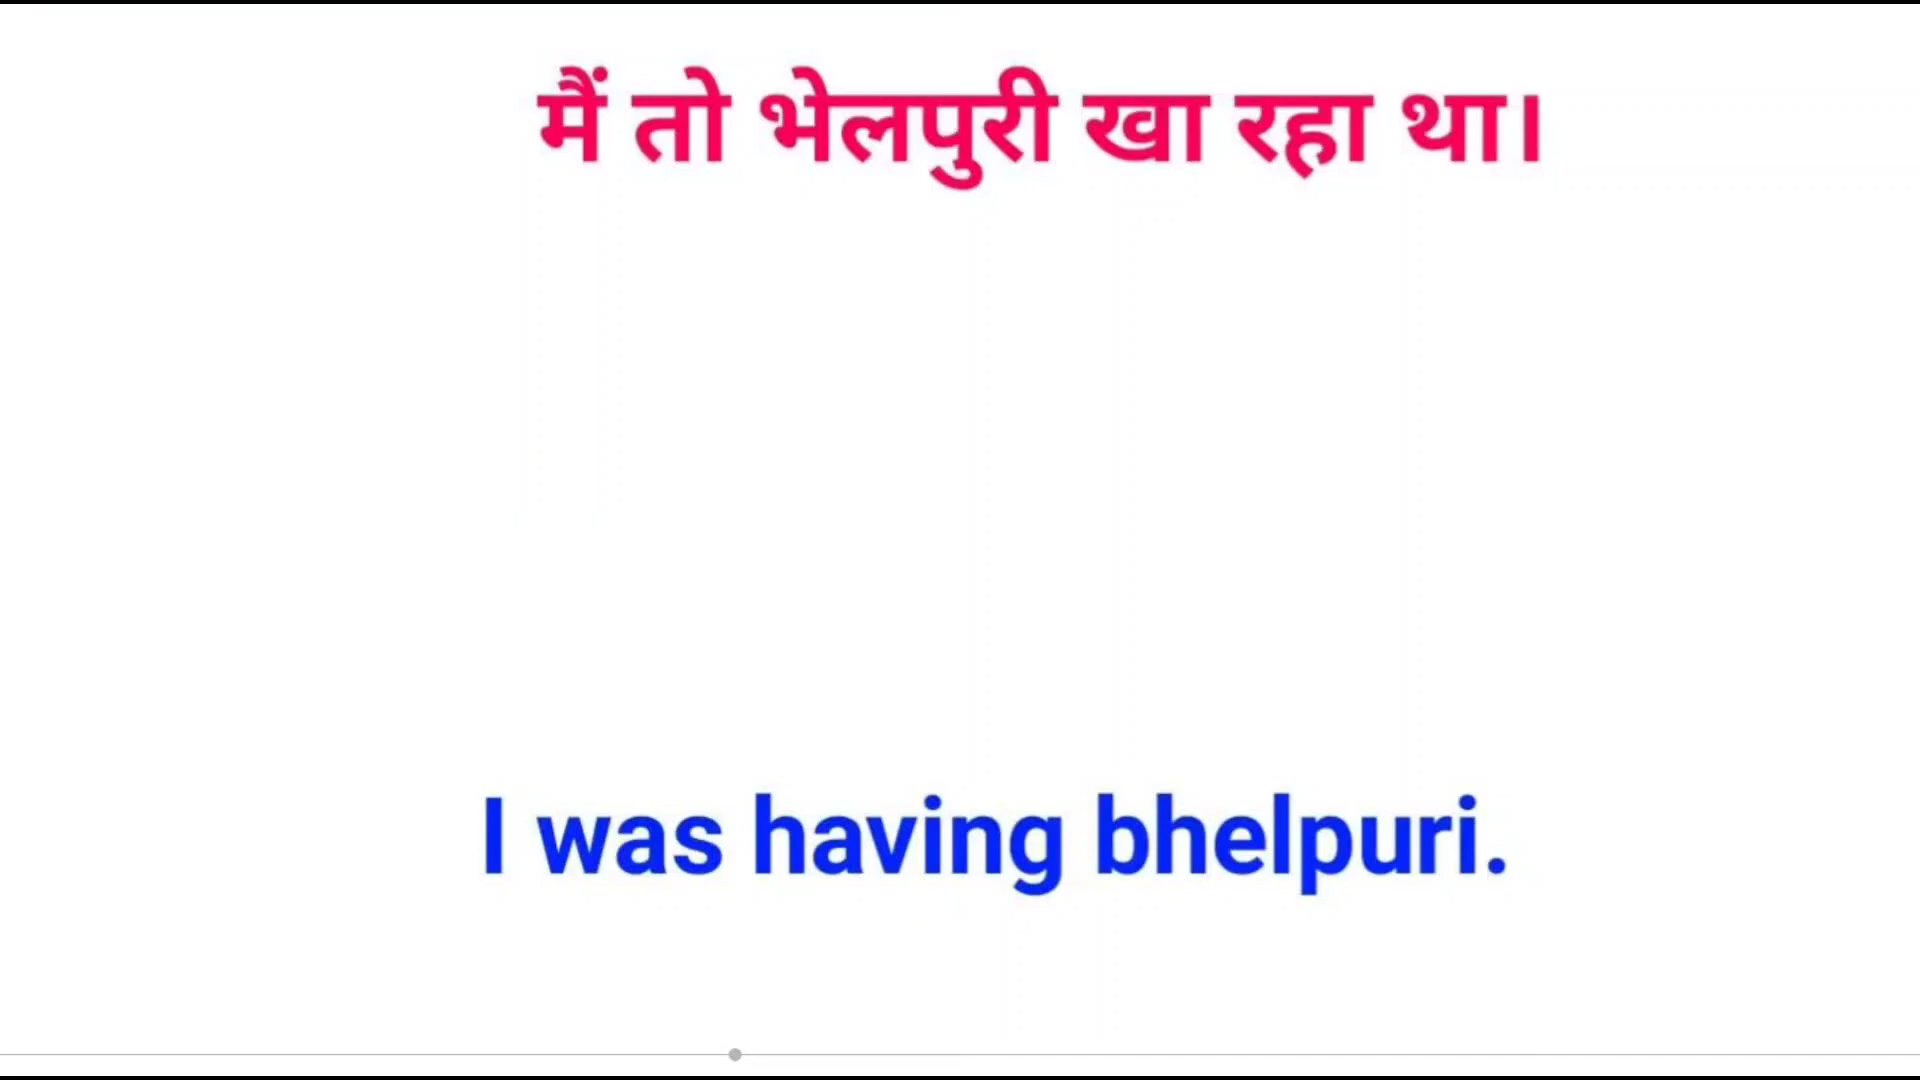 मैं तो भेलपुरी खा रहा था।
I was having bhelpuri.